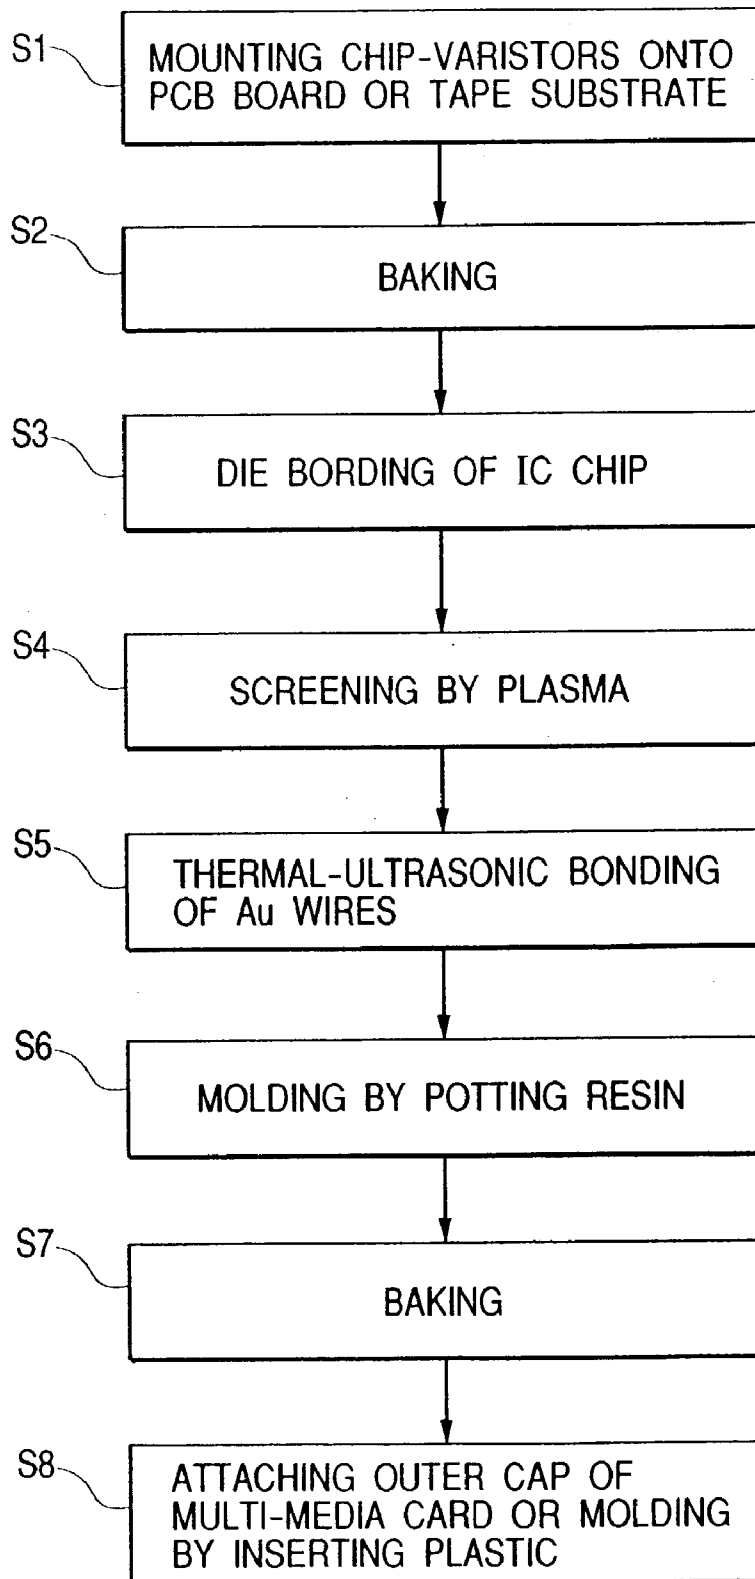 S1
MOUNTING CHIP-VARISTORS ONTO
PCB BOARD OR TAPE SUBSTRATE
S2
BAKING
S3
DIE BORDING OF IC CHIP
S4
SCREENING BY PLASMA
S5
THERMAL-ULTRASONIC BONDING
OF Au WIRES
S6
MOLDING BY POTTING RESIN
S7
BAKING
S8
ATTACHING OUTER CAP OF
MULTI-MEDIA CARD OR MOLDING
BY INSERTING PLASTIC